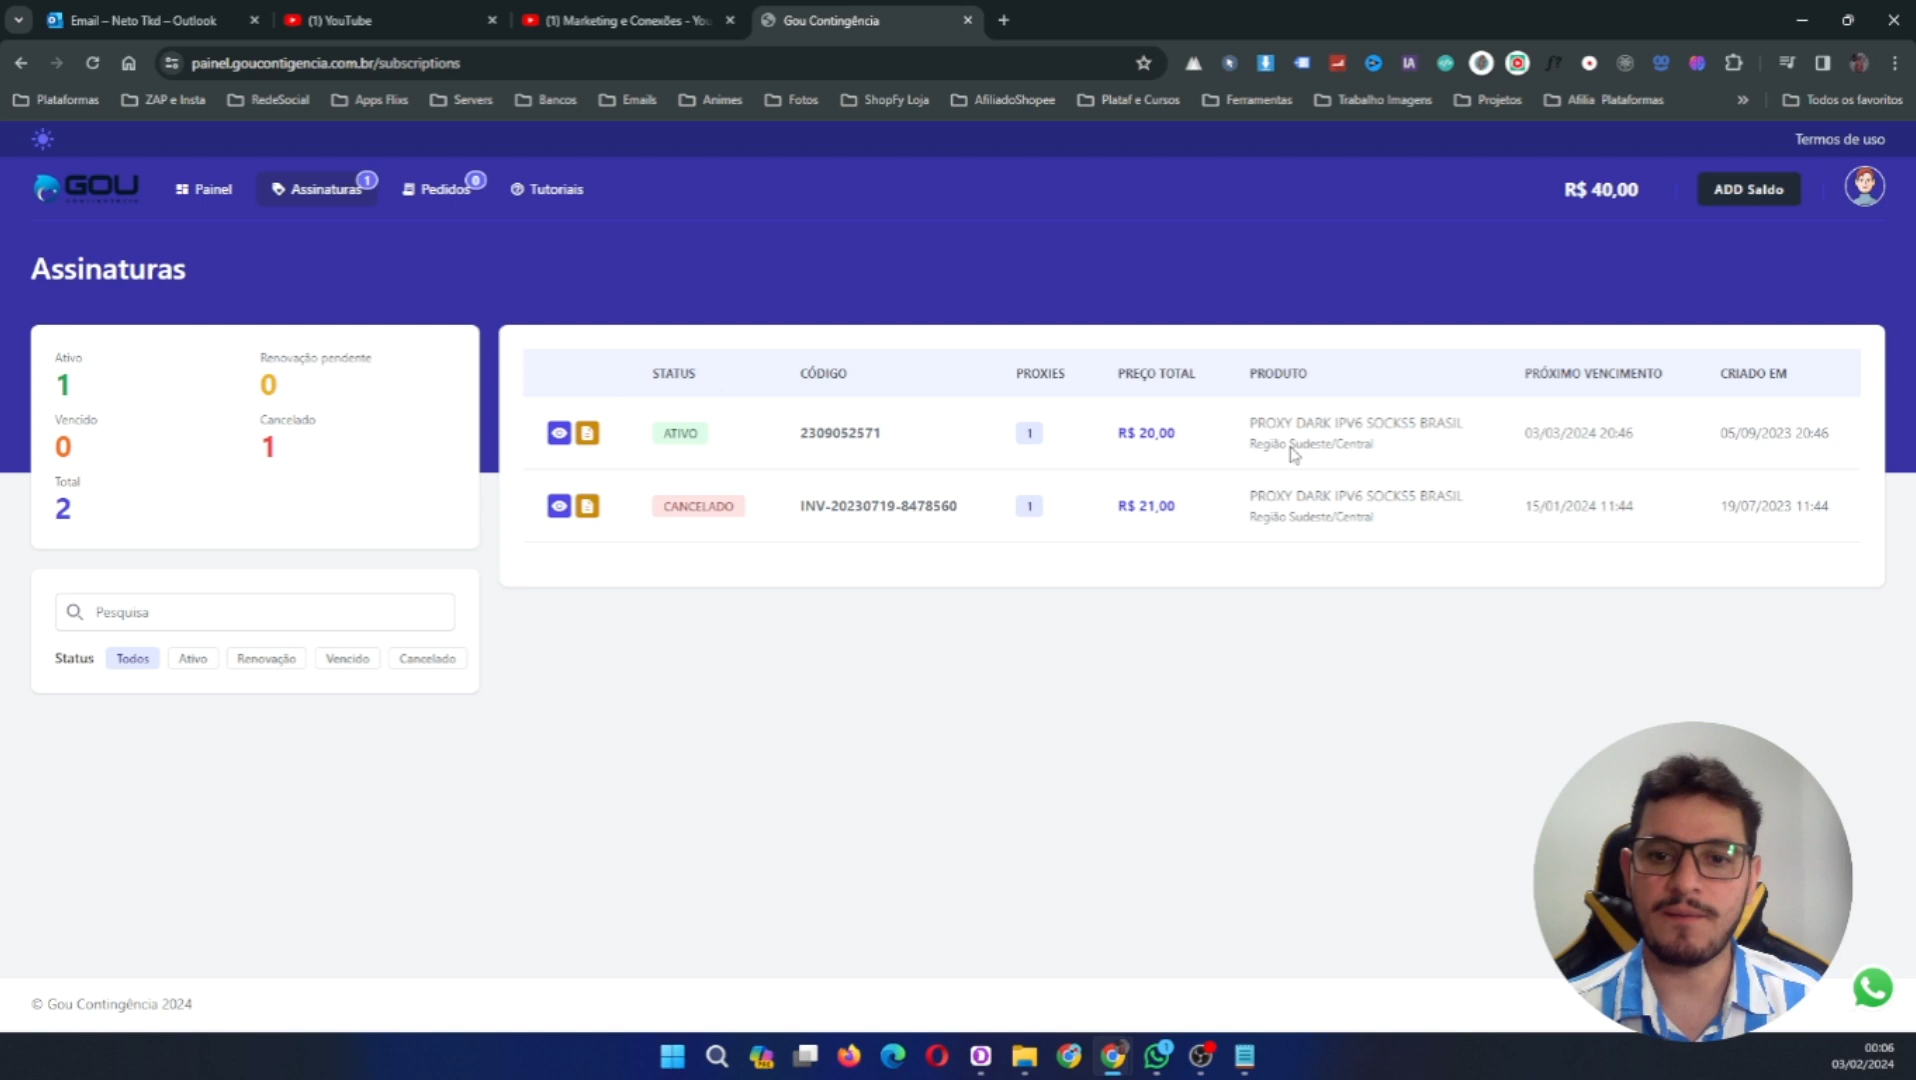 Email – Neto Tkd – Outlook
(1) YouTube
(1) Marketing e Conexões - You
Gou Contingência
painel.goucontigencia.com.br/subscriptions
Plataformas
ZAP e Insta
RedeSocial
Apps Flixs
Servers
Bancos
Emails
Animes
Fotos
ShopFy Loja
AfiliadoShopee
Plataf e Cursos
Ferramentas
Trabalho Imagens
Projetos
Afilia Plataformas
Todos os favoritos
Termos de uso
GOU
Painel
Assinaturas 1
Pedidos 0
Tutoriais
R$ 40,00
ADD Saldo
Assinaturas
Ativo
1
Renovação pendente
0
Vencido
0
Cancelado
1
Total
2
Pesquisa
Status Todos Ativo Renovação Vencido Cancelado
STATUS CÓDIGO PROXIES PREÇO TOTAL PRODUTO PRÓXIMO VENCIMENTO CRIADO EM
ATIVO 2309052571 1 R$ 20,00 PROXY DARK IPV6 SOCKS5 BRASIL 03/03/2024 20:46 05/09/2023 20:46
Região Sudeste/Central
CANCELADO INV-20230719-8478560 1 R$ 21,00 PROXY DARK IPV6 SOCKS5 BRASIL 15/01/2024 11:44 19/07/2023 11:44
Região Sudeste/Central
© Gou Contingência 2024
00:06
03/02/2024